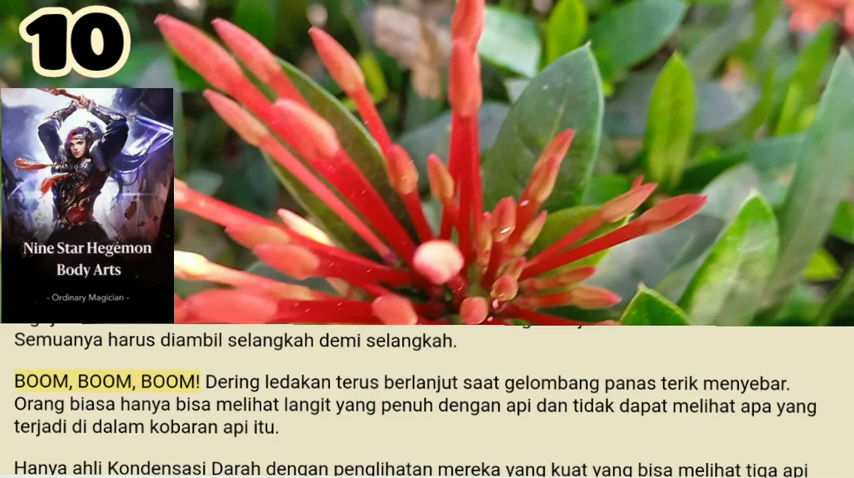 10
Nine Star Hegemon
Body Arts
- Ordinary Magician -
Semuanya harus diambil selangkah demi selangkah.
BOOM, BOOM, BOOM! Dering ledakan terus berlanjut saat gelombang panas terik menyebar.
Orang biasa hanya bisa melihat langit yang penuh dengan api dan tidak dapat melihat apa yang
terjadi di dalam kobaran api itu.
Hanya ahli Kondensasi Darah dengan penglihatan mereka yang kuat yang bisa melihat tiga api